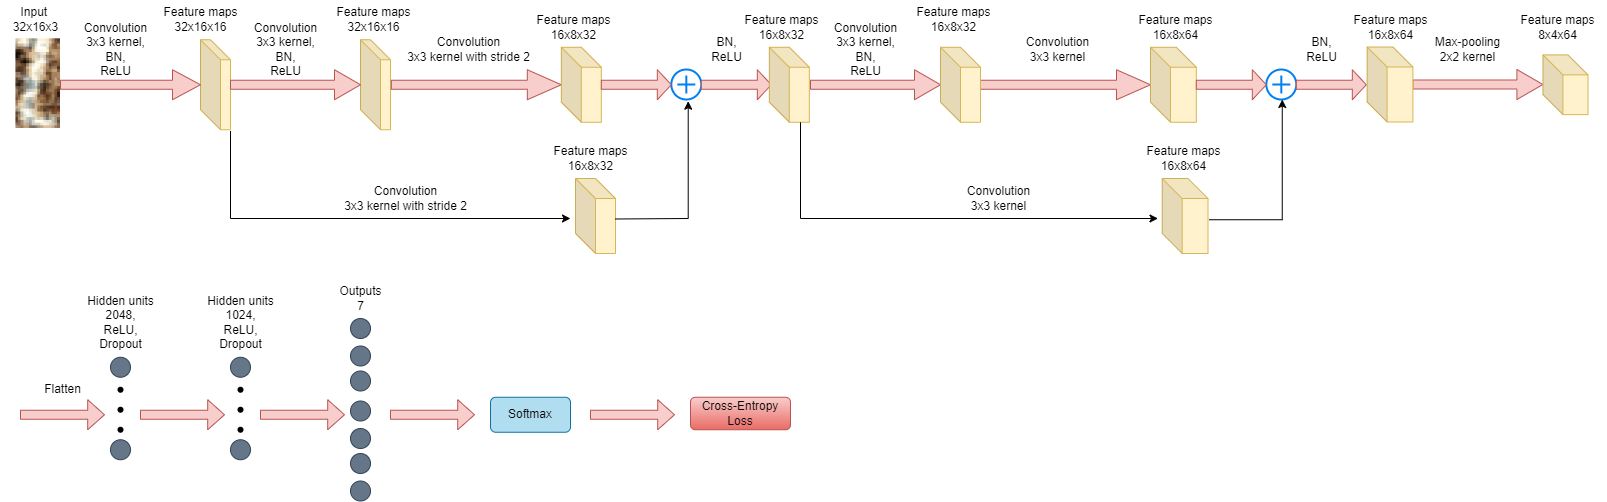 Input
32x16x3
Convolution
3x3 kernel,
BN,
ReLU
Feature maps
32x16x16
Convolution
3x3 kernel,
BN,
ReLU
Feature maps
32x16x16
Convolution
3x3 kernel with stride 2
Feature maps
16x8x32
BN,
ReLU
Feature maps
16x8x32
Convolution
3x3 kernel,
BN,
ReLU
Feature maps
16x8x32
Convolution
3x3 kernel
Feature maps
16x8x64
BN,
ReLU
Feature maps
16x8x64
Max-pooling
2x2 kernel
Feature maps
8x4x64
Convolution
3x3 kernel with stride 2
Feature maps
16x8x32
Convolution
3x3 kernel
Feature maps
16x8x64
Flatten
Hidden units
2048,
ReLU,
Dropout
Hidden units
1024,
ReLU,
Dropout
Outputs
7
Softmax
Cross-Entropy
Loss